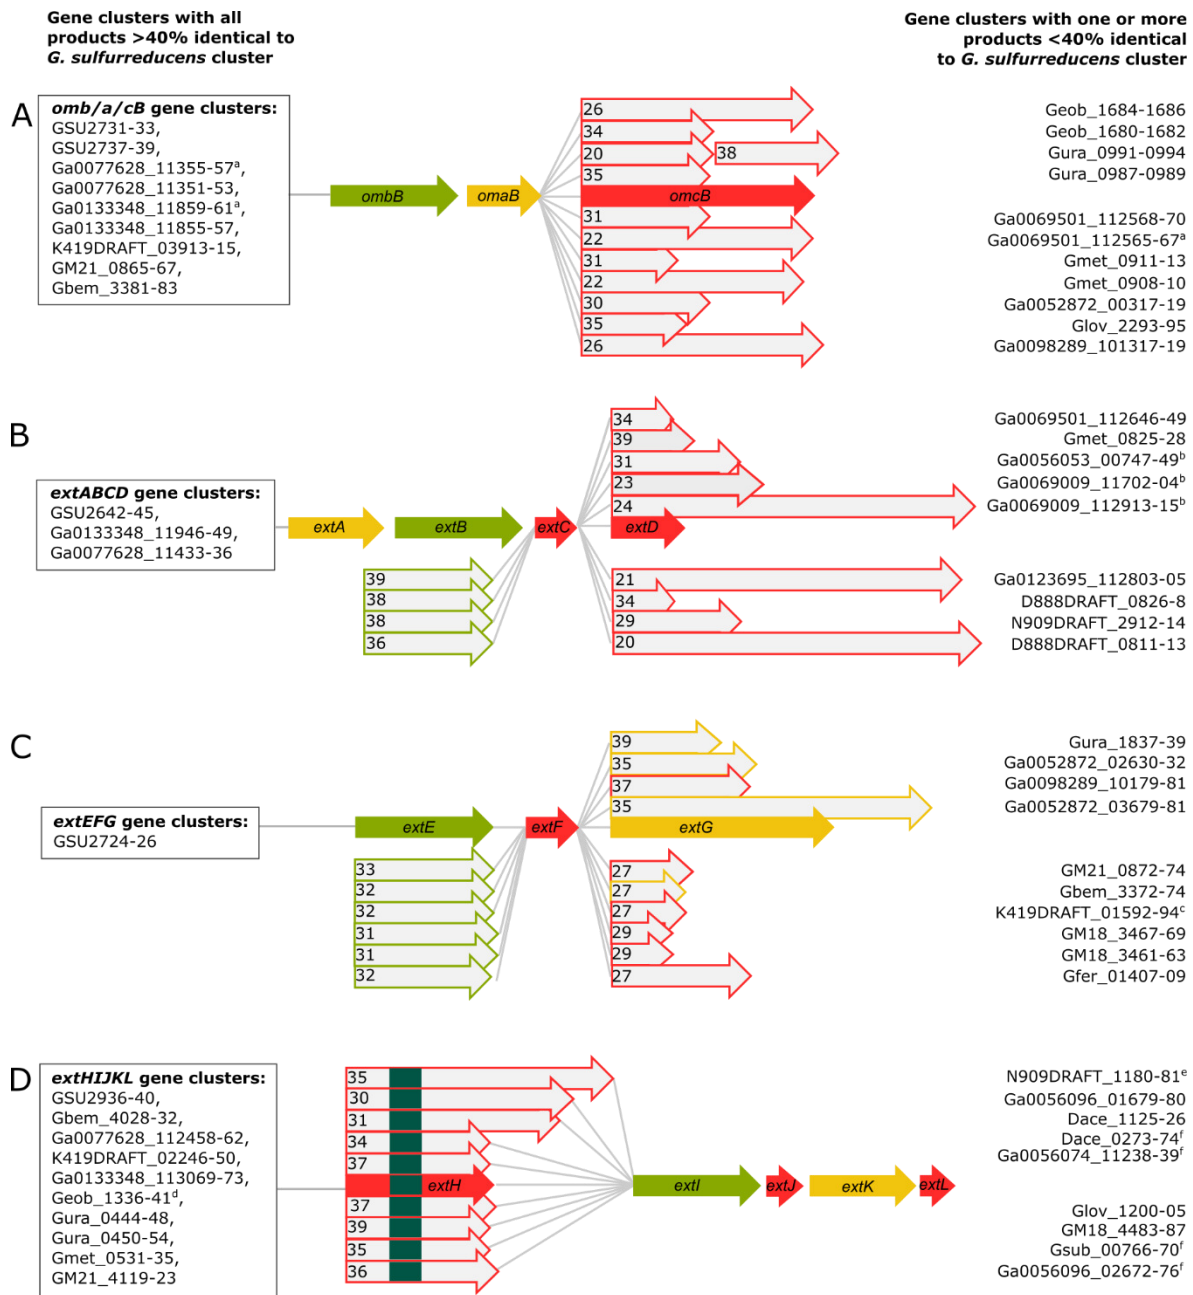 Gene clusters with all
products >40% identical to
G. sulfurreducens cluster
Gene clusters with one or more
products <40% identical
to G. sulfurreducens cluster
A
omb/a/cB gene clusters:
GSU2731-33,
GSU2737-39,
Ga0077628_11355-57ᵃ,
Ga0077628_11351-53,
Ga0133348_11859-61ᵃ,
Ga0133348_11855-57,
K419DRAFT_03913-15,
GM21_0865-67,
Gbem_3381-83
ombB
omaB
26
34
20
38
35
omcB
31
22
31
22
30
35
26
Geob_1684-1686
Geob_1680-1682
Gura_0991-0994
Gura_0987-0989
Ga0069501_112568-70
Ga0069501_112565-67ᵃ
Gmet_0911-13
Gmet_0908-10
Ga0052872_00317-19
Glov_2293-95
Ga0098289_101317-19
B
extABCD gene clusters:
GSU2642-45,
Ga0133348_11946-49,
Ga0077628_11433-36
extA
extB
extC
extD
39
38
38
36
34
39
31
23
24
21
34
29
20
Ga0069501_112646-49
Gmet_0825-28
Ga0056053_00747-49ᵇ
Ga0069009_11702-04ᵇ
Ga0069009_112913-15ᵇ
Ga0123695_112803-05
D888DRAFT_0826-8
N909DRAFT_2912-14
D888DRAFT_0811-13
C
extEFG gene clusters:
GSU2724-26
extE
extF
extG
33
32
32
31
31
32
39
35
37
35
27
27
27
29
29
27
Gura_1837-39
Ga0052872_02630-32
Ga0098289_10179-81
Ga0052872_03679-81
GM21_0872-74
Gbem_3372-74
K419DRAFT_01592-94ᶜ
GM18_3467-69
GM18_3461-63
Gfer_01407-09
D
extHIJKL gene clusters:
GSU2936-40,
Gbem_4028-32,
Ga0077628_112458-62,
K419DRAFT_02246-50,
Ga0133348_113069-73,
Geob_1336-41ᵈ,
Gura_0444-48,
Gura_0450-54,
Gmet_0531-35,
GM21_4119-23
35
30
31
34
37
extH
37
39
35
36
extI
extJ
extK
extL
N909DRAFT_1180-81ᵉ
Ga0056096_01679-80
Dace_1125-26
Dace_0273-74ᶠ
Ga0056074_11238-39ᶠ
Glov_1200-05
GM18_4483-87
Gsub_00766-70ᶠ
Ga0056096_02672-76ᶠ